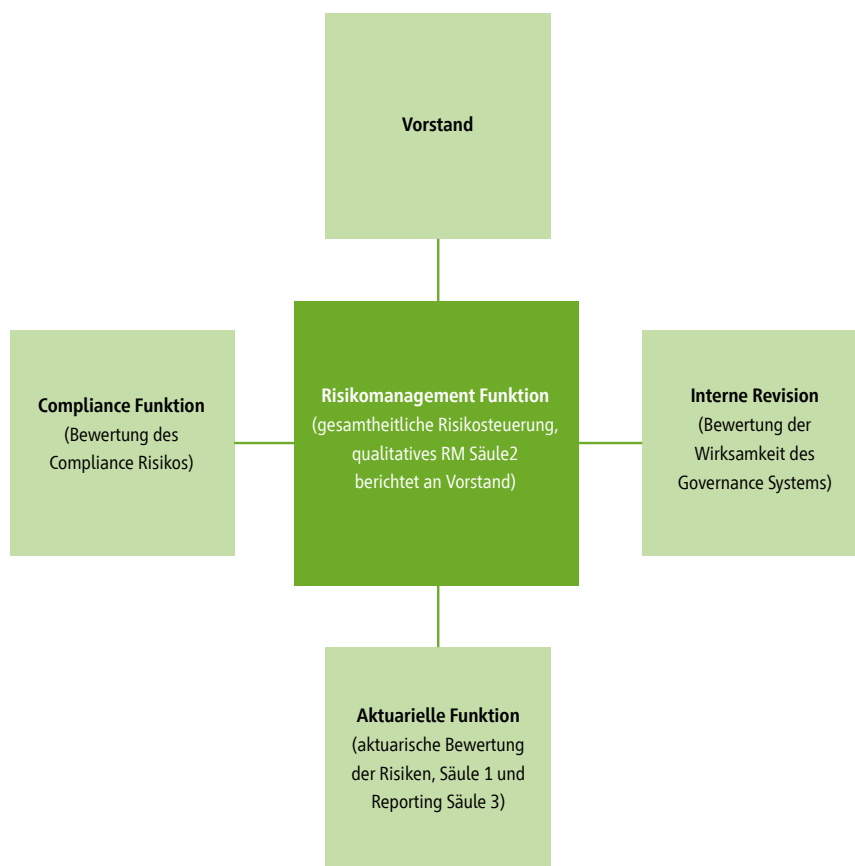 Vorstand
Compliance Funktion
(Bewertung des
Compliance Risikos)
Risikomanagement Funktion
(gesamtheitliche Risikosteuerung,
qualitatives RM Säule2
berichtet an Vorstand)
Interne Revision
(Bewertung der
Wirksamkeit des
Governance Systems)
Aktuarielle Funktion
(aktuarische Bewertung
der Risiken, Säule 1 und
Reporting Säule 3)